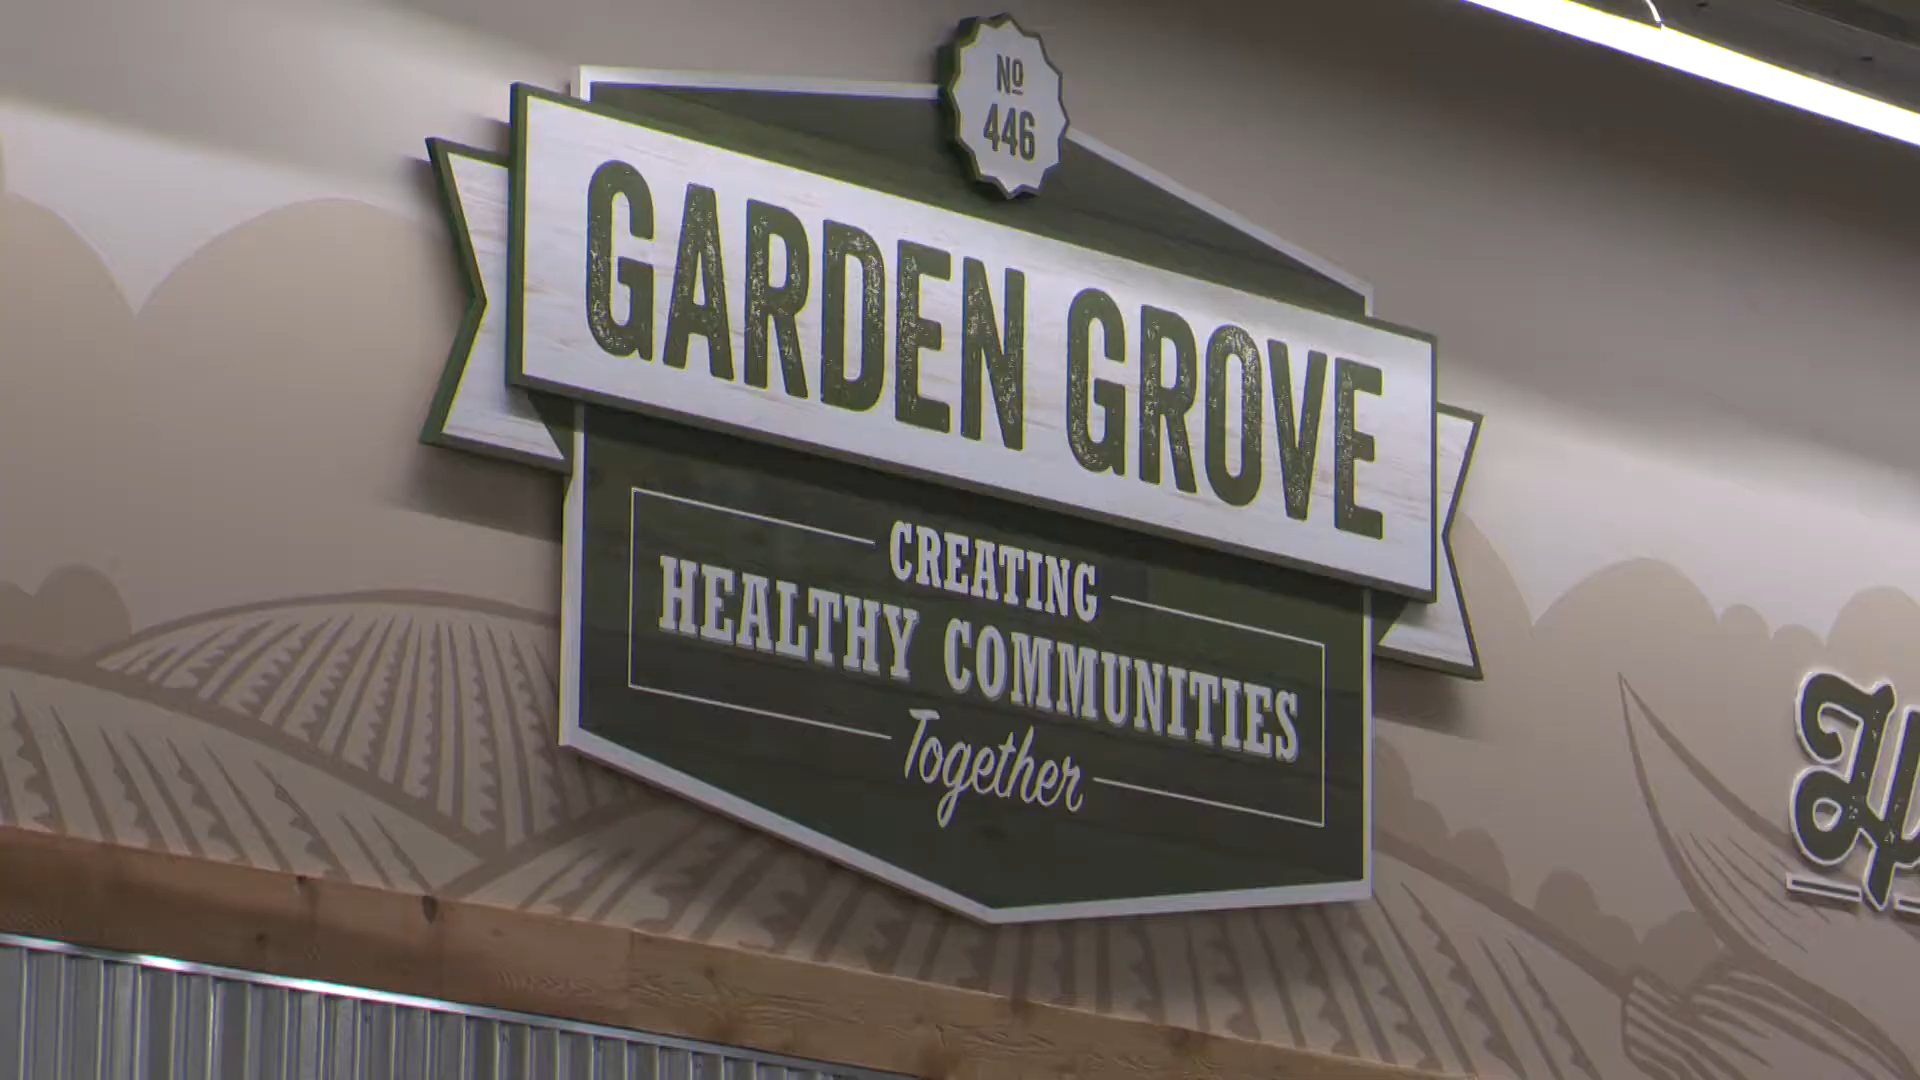 Nº
446
GARDEN GROVE
CREATING
HEALTHY COMMUNITIES
Together